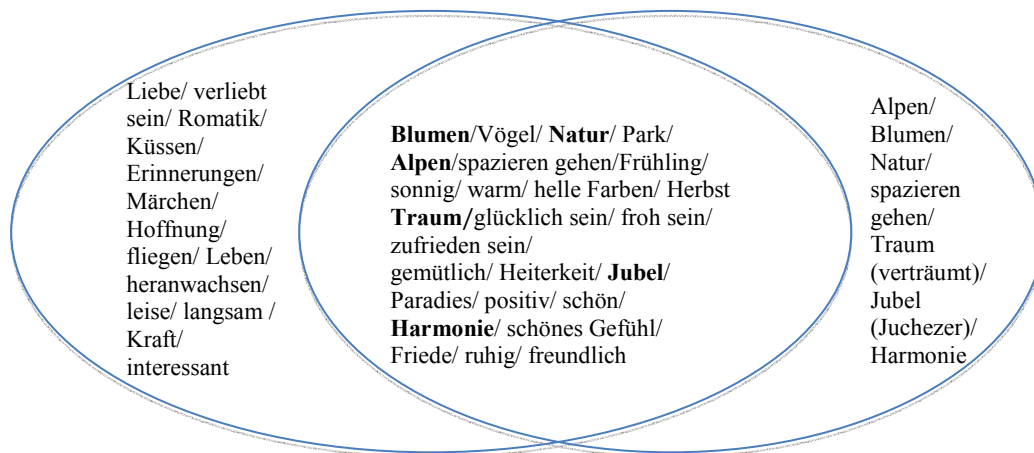 Liebe/ verliebt
sein/ Romatik/
Küssen/
Erinnerungen/
Märchen/
Hoffnung/
fliegen/ Leben/
heranwachsen/
leise/ langsam /
Kraft/
interessant
Blumen/Vögel/ Natur/ Park/
Alpen/spazieren gehen/Frühling/
sonnig/ warm/ helle Farben/ Herbst
Traum/glücklich sein/ froh sein/
zufrieden sein/
gemütlich/ Heiterkeit/ Jubel/
Paradies/ positiv/ schön/
Harmonie/ schönes Gefühl/
Friede/ ruhig/ freundlich
Alpen/
Blumen/
Natur/
spazieren
gehen/
Traum
(verträumt)/
Jubel
(Juchezer)/
Harmonie